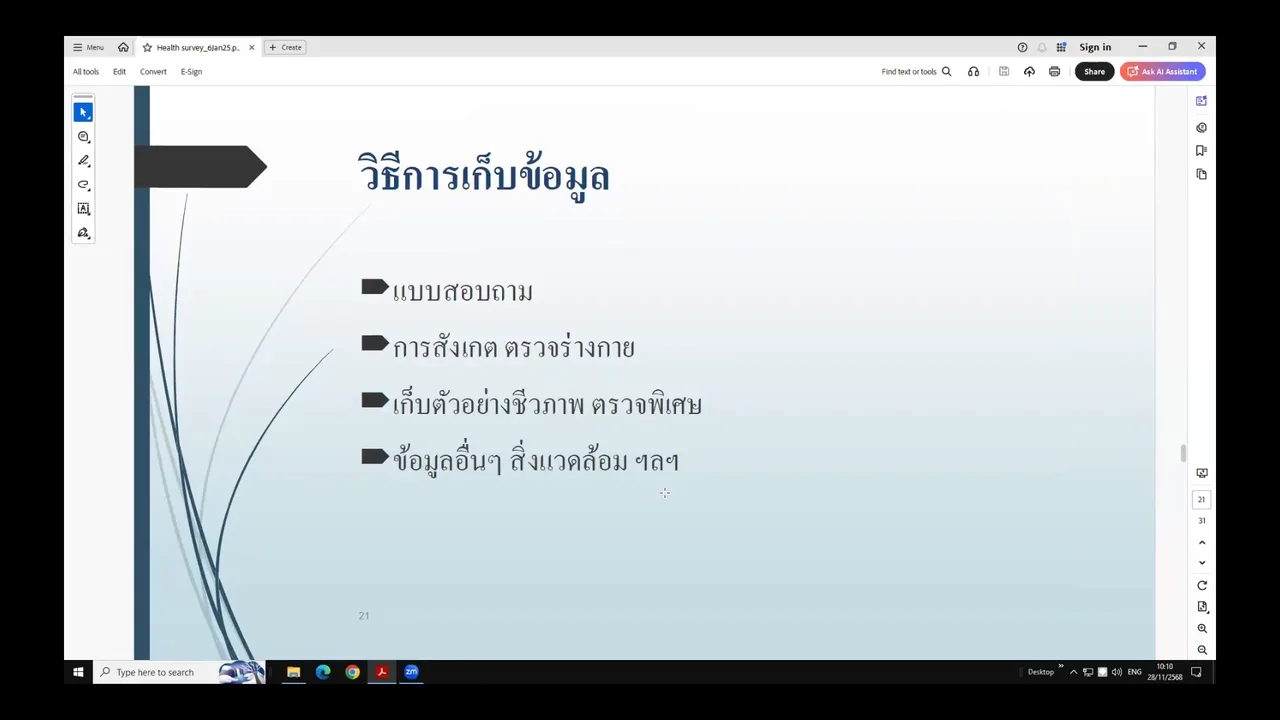 Menu
Health survey_6Jan25.p...
Create
Sign in
All tools
Edit
Convert
E-Sign
Find text or tools
Share
Ask AI Assistant
วิธีการเก็บข้อมูล
แบบสอบถาม
การสังเกต ตรวจร่างกาย
เก็บตัวอย่างชีวภาพ ตรวจพิเศษ
ข้อมูลอื่นๆ สิ่งแวดล้อม ฯลฯ
21
21
31
Type here to search
zm
Desktop
ENG
10:10
28/11/2568